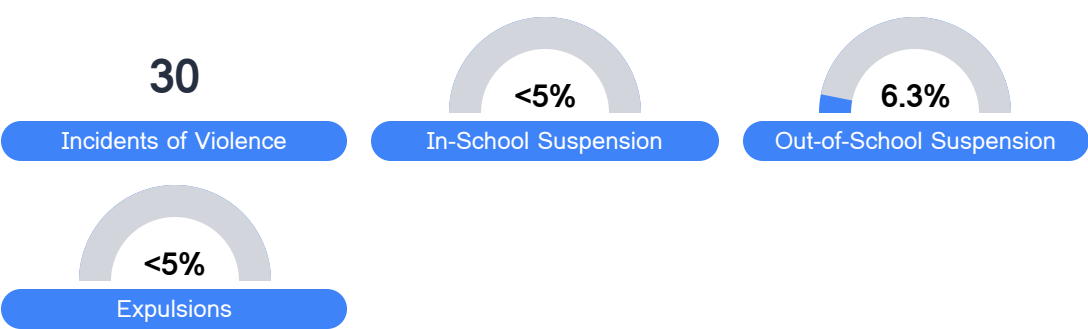 30
Incidents of Violence
<5%
In-School Suspension
6.3%
Out-of-School Suspension
<5%
Expulsions